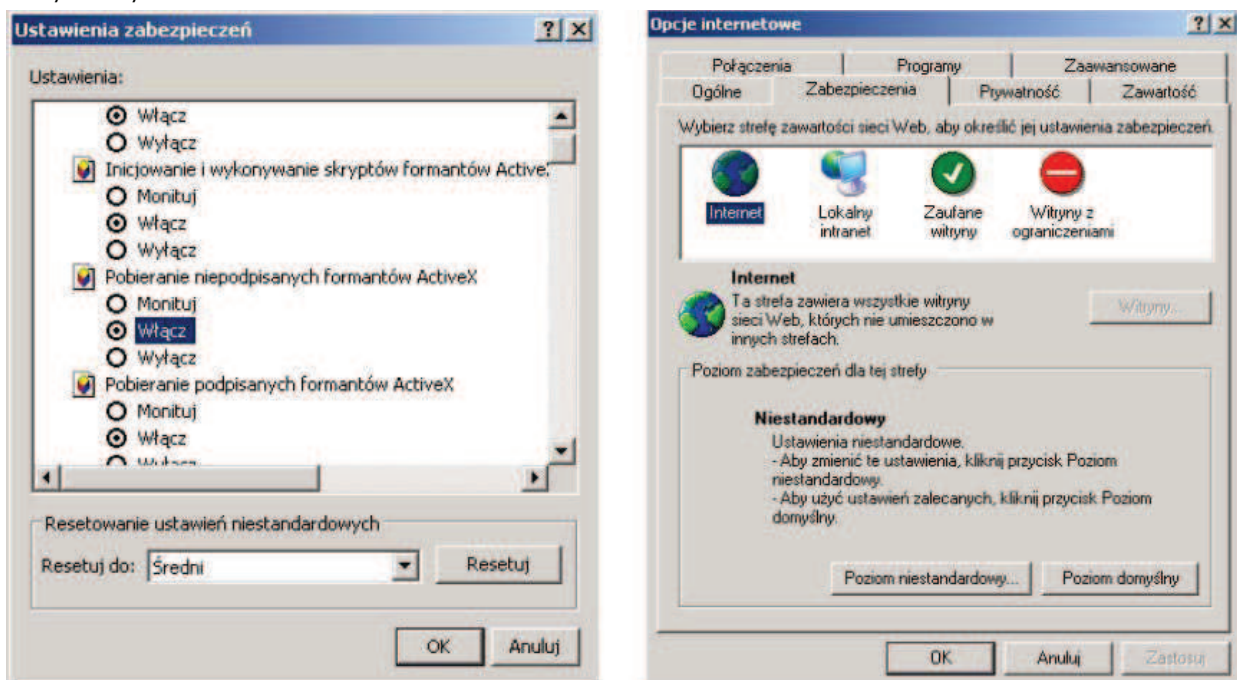 Ustawienia zabezpieczeń
Ustawienia:
Włącz
Wyłącz
Inicjowanie i wykonywanie skryptów formantów Active
Monituj
Włącz
Wyłącz
Pobieranie niepodpisanych formantów ActiveX
Monituj
Włącz
Wyłącz
Pobieranie podpisanych formantów ActiveX
Monituj
Włącz
Resetowanie ustawień niestandardowych
Resetuj do: Średni Resetuj
OK Anuluj
Opcje internetowe
Połączenia Programy Zaawansowane
Ogólne Zabezpieczenia Prywatność Zawartość
Wybierz strefę zawartości sieci Web, aby określić jej ustawienia zabezpieczeń.
Internet Lokalny Zaufane Witryny z
intranet witryny ograniczeniami
Internet
Ta strefa zawiera wszystkie witryny
sieci Web, których nie umieszczono w
innych strefach.
Witryny...
Poziom zabezpieczeń dla tej strefy
Niestandardowy
Ustawienia niestandardowe.
-Aby zmienić te ustawienia, kliknij przycisk Poziom
niestandardowy.
-Aby użyć ustawień zalecanych, kliknij przycisk Poziom
domyślny.
Poziom niestandardowy... Poziom domyślny
OK Anuluj Zastosuj